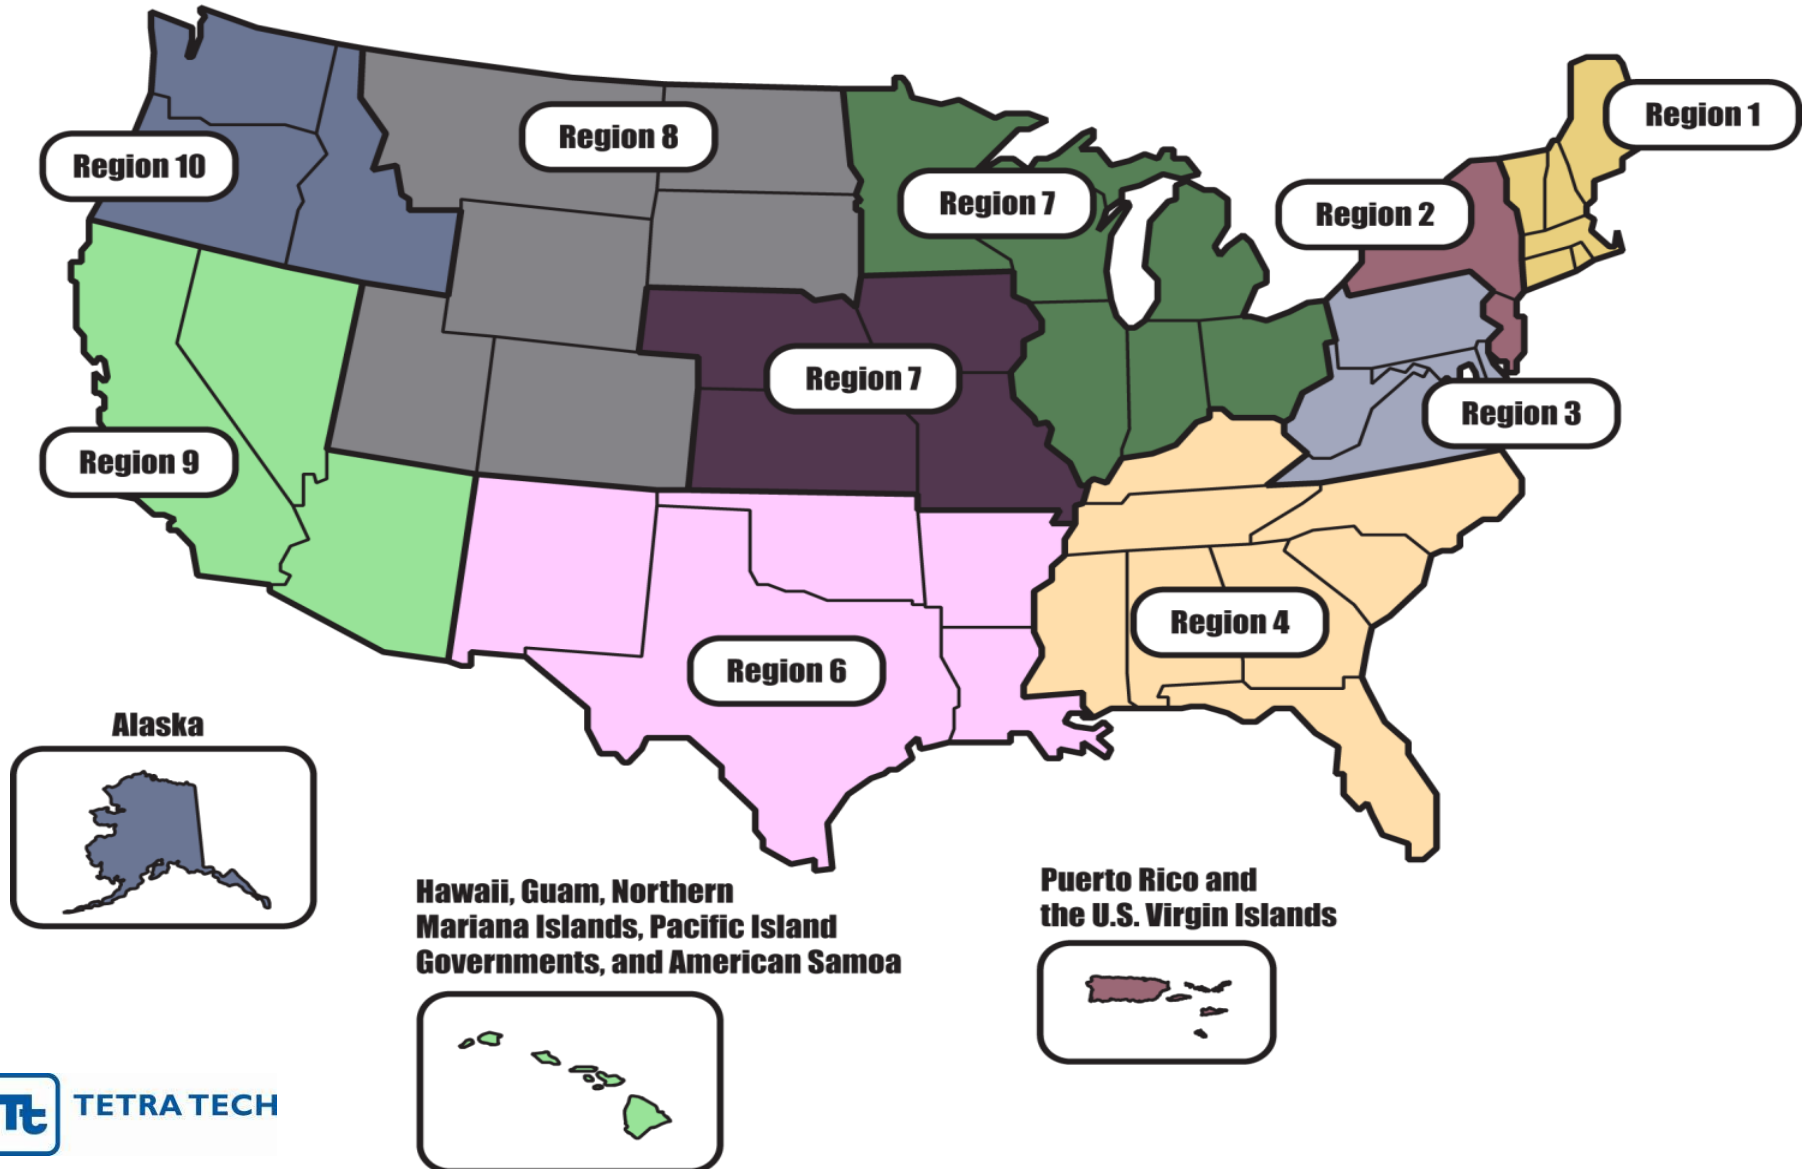 Region 1
Region 8
Region 10
Region 7
Region 2
Region 7
Region 3
Region 9
Region 4
Region 6
Alaska
Hawaii, Guam, Northern
Mariana Islands, Pacific Island
Governments, and American Samoa
Puerto Rico and
the U.S. Virgin Islands
Tt TETRA TECH